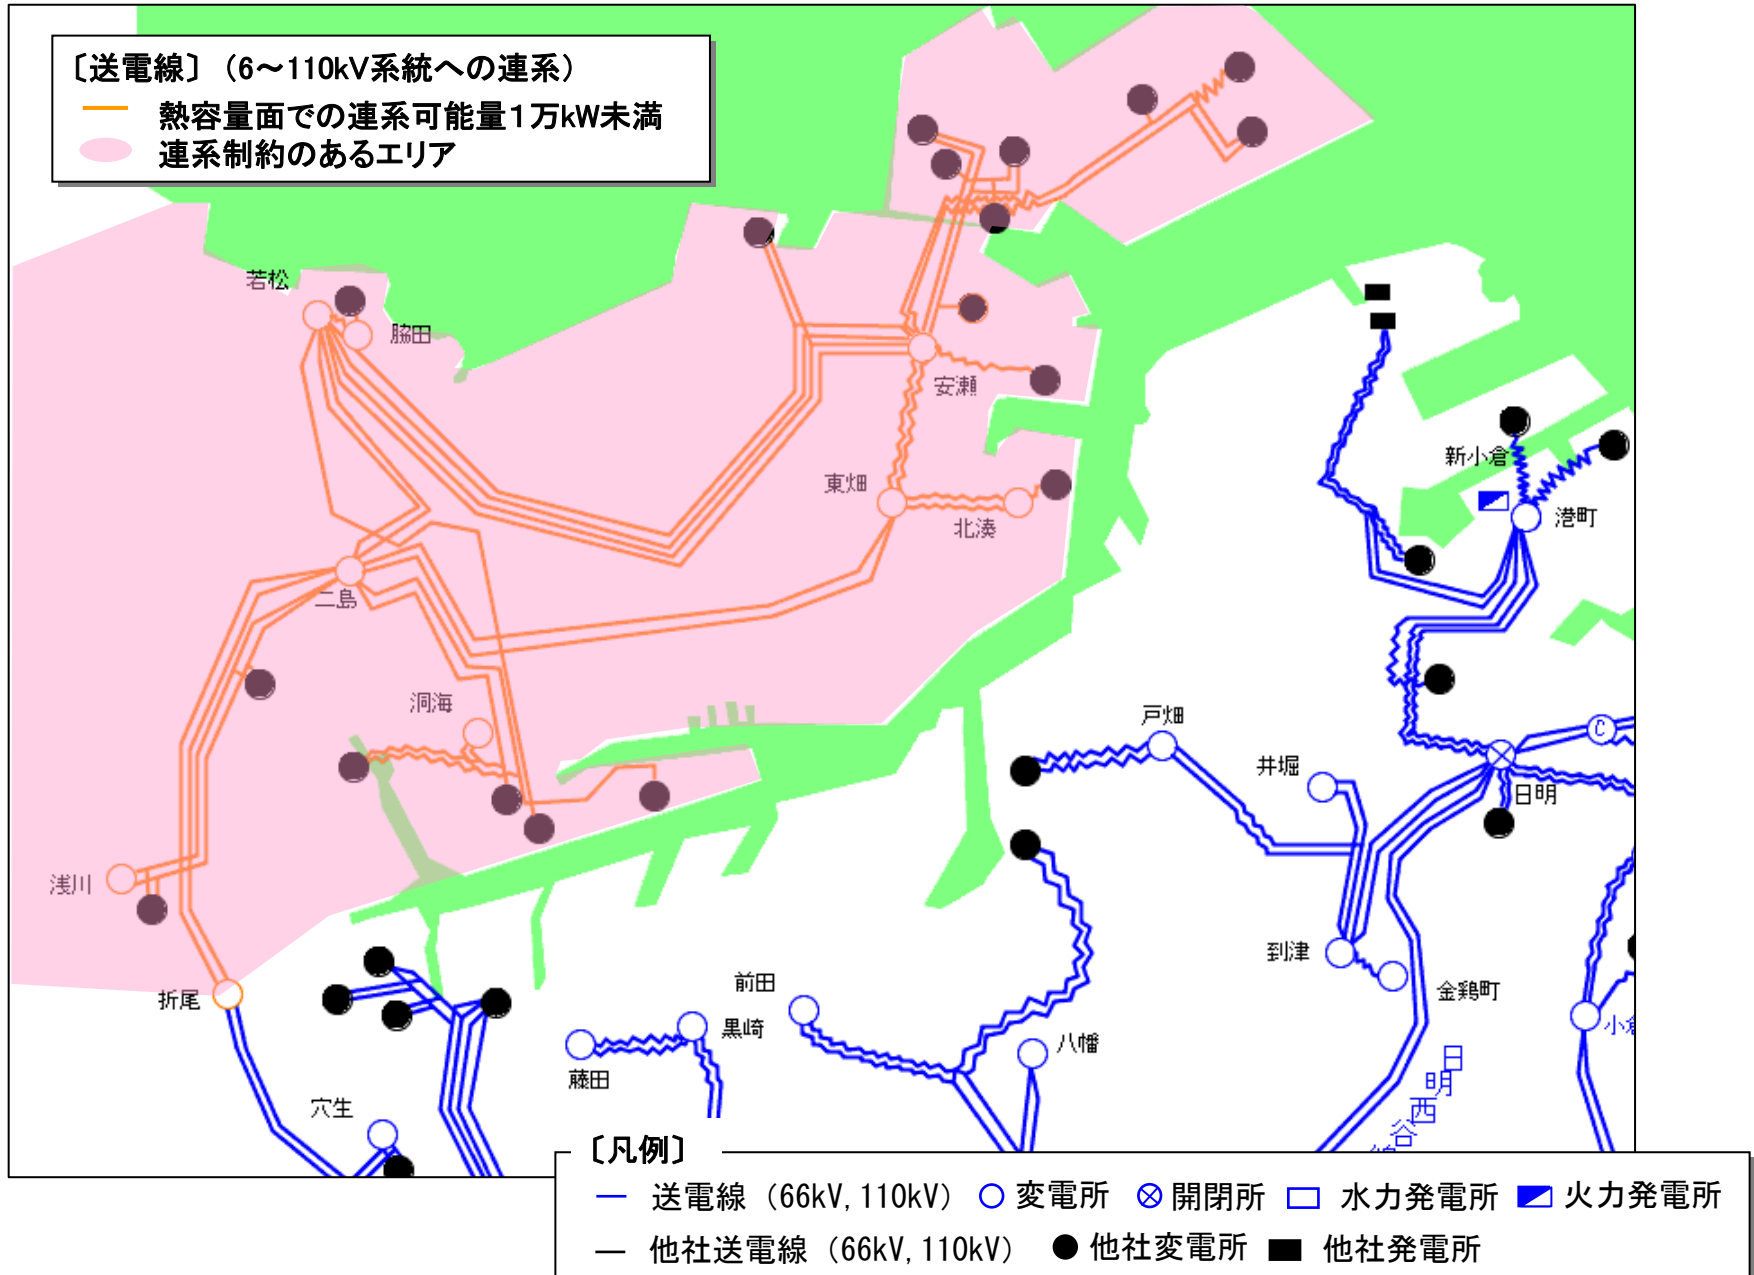 〔送電線〕（6～110kV系統への連系）
熱容量面での連系可能量１万kW未満
連系制約のあるエリア
若松
脇田
安瀬
新小倉
東畑
北湊
港町
二島
洞海
戸畑
井堀
C
日明
浅川
到津
前田
金鶏町
折尾
黒崎
八幡
小倉
藤田
穴生
日明西谷
〔凡例〕
送電線（66kV, 110kV） 変電所 開閉所 水力発電所 火力発電所
他社送電線（66kV, 110kV） 他社変電所 他社発電所